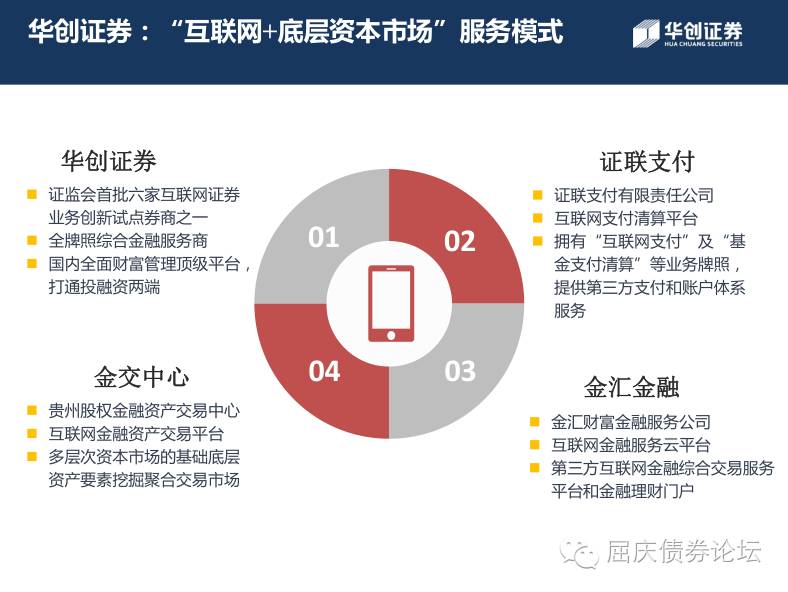 华创证券：“互联网+底层资本市场”服务模式
华创证券
HUA CHUANG SECURITIES
华创证券
证监会首批六家互联网证券
业务创新试点券商之一
全牌照综合金融服务商
国内全面财富管理顶级平台，
打通投融资两端
01
02
证联支付
证联支付有限责任公司
互联网支付清算平台
拥有“互联网支付”及“基
金支付清算”等业务牌照，
提供第三方支付和账户体系
服务
04
03
金交中心
贵州股权金融资产交易中心
互联网金融资产交易平台
多层次资本市场的基础底层
资产要素挖掘聚合交易市场
金汇金融
金汇财富金融服务公司
互联网金融服务云平台
第三方互联网金融综合交易服务
平台和金融理财门户
屈庆债券论坛